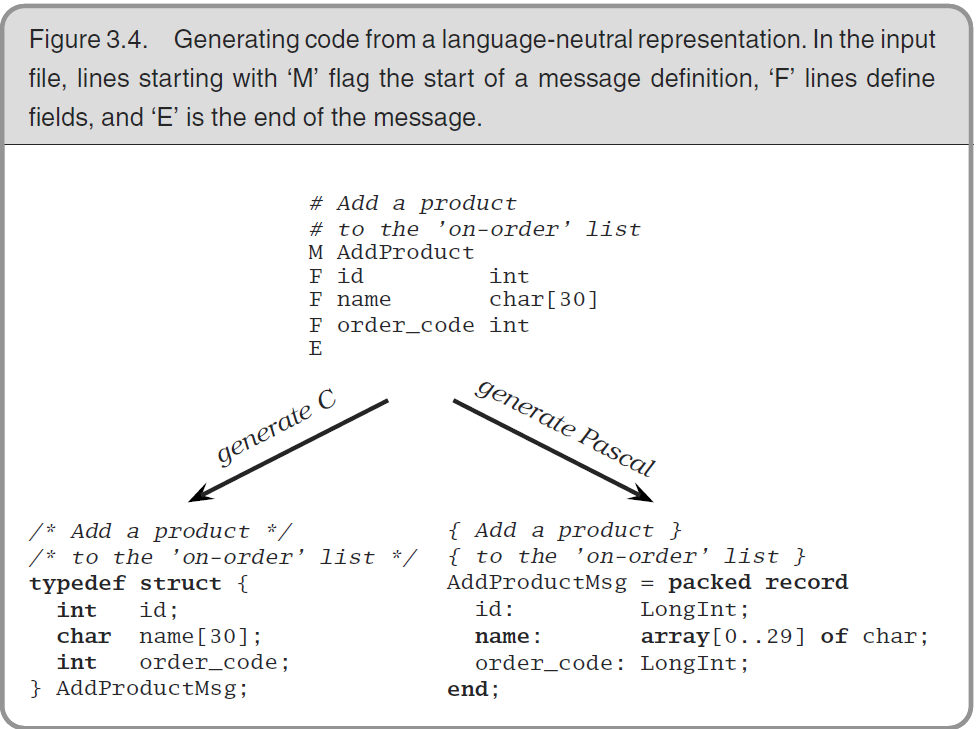 Figure 3.4. Generating code from a language-neutral representation. In the input
file, lines starting with ‘M’ flag the start of a message definition, ‘F’ lines define
fields, and ‘E’ is the end of the message.
# Add a product
# to the ’on-order’ list
M AddProduct
F id         int
F name       char[30]
F order_code int
E
generate C
generate Pascal
/* Add a product */
/* to the ’on-order’ list */
typedef struct {
  int   id;
  char  name[30];
  int   order_code;
} AddProductMsg;
{ Add a product }
{ to the ’on-order’ list }
AddProductMsg = packed record
  id:         LongInt;
  name:       array[0..29] of char;
  order_code: LongInt;
end;